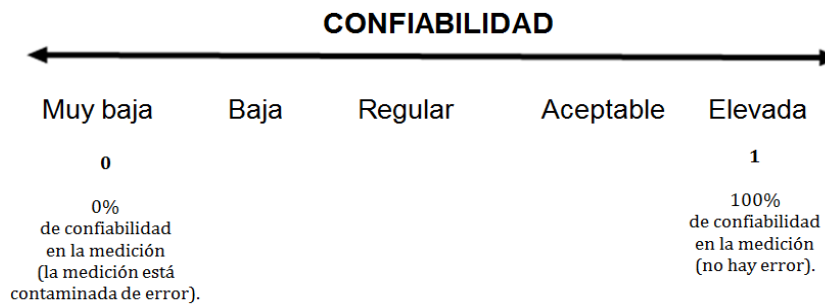 CONFIABILIDAD
Muy baja Baja Regular Aceptable Elevada
0
0%
de confiabilidad
en la medición
(la medición está
contaminada de error).
1
100%
de confiabilidad
en la medición
(no hay error).